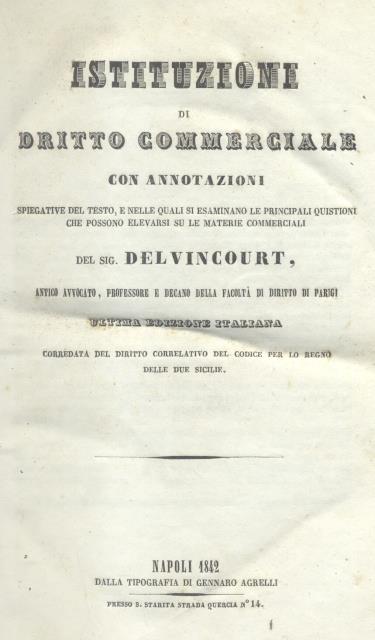 ISTITUZIONI
DI
DRITTO COMMERCIALE
CON ANNOTAZIONI
SPIEGATIVE DEL TESTO, E NELLE QUALI SI ESAMINANO LE PRINCIPALI QUISTIONI
CHE POSSONO ELEVARSI SU LE MATERIE COMMERCIALI
DEL SIG. DELVINCOURT,
ANTICO AVVOCATO, PROFESSORE E DECANO DELLA FACOLTÀ DI DIRITTO DI PARIGI
ULTIMA EDIZIONE ITALIANA
CORREDATA DEL DIRITTO CORRELATIVO DEL CODICE PER LO REGNO
DELLE DUE SICILIE.
NAPOLI 1842
DALLA TIPOGRAFIA DI GENNARO AGRELLI
PRESSO S. STARITA STRADA QUERCIA N° 14.